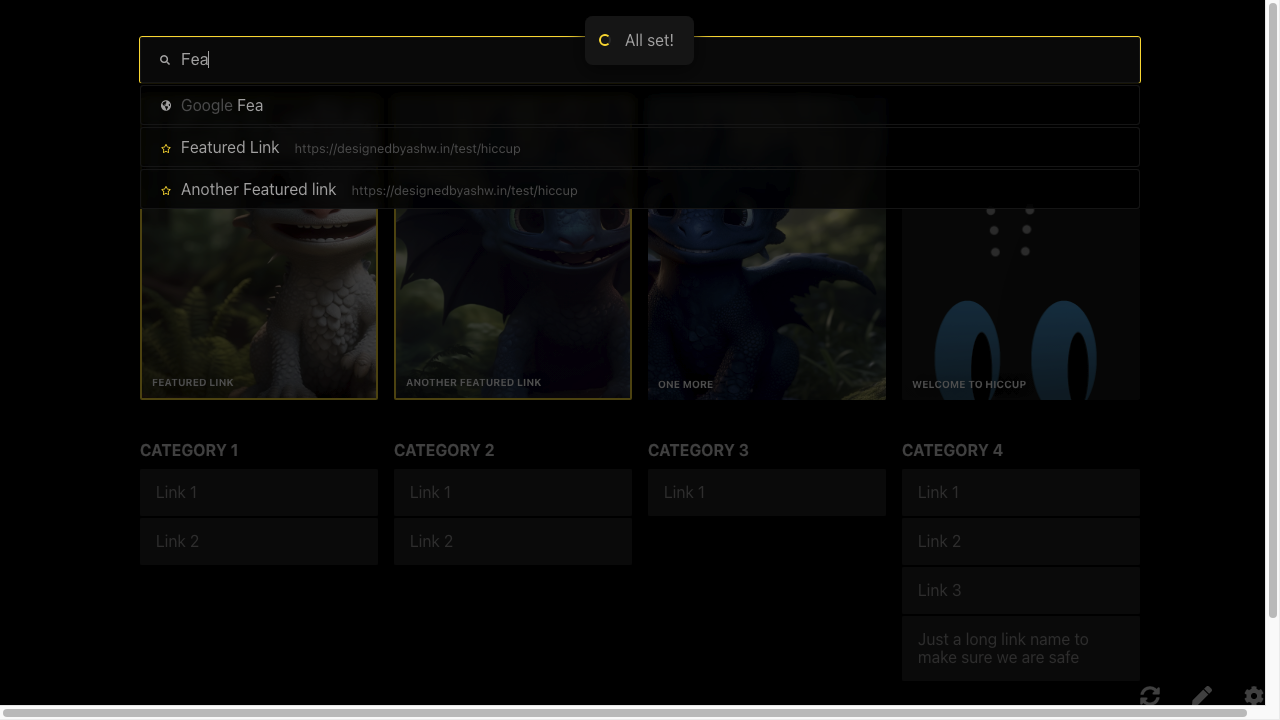 All set!
Fea
Google Fea
Featured Link https://designedbyashw.in/test/hiccup
Another Featured link https://designedbyashw.in/test/hiccup
FEATURED LINK
ANOTHER FEATURED LINK
ONE MORE
WELCOME TO HICCUP
CATEGORY 1
Link 1
Link 2
CATEGORY 2
Link 1
Link 2
CATEGORY 3
Link 1
CATEGORY 4
Link 1
Link 2
Link 3
Just a long link name to
make sure we are safe